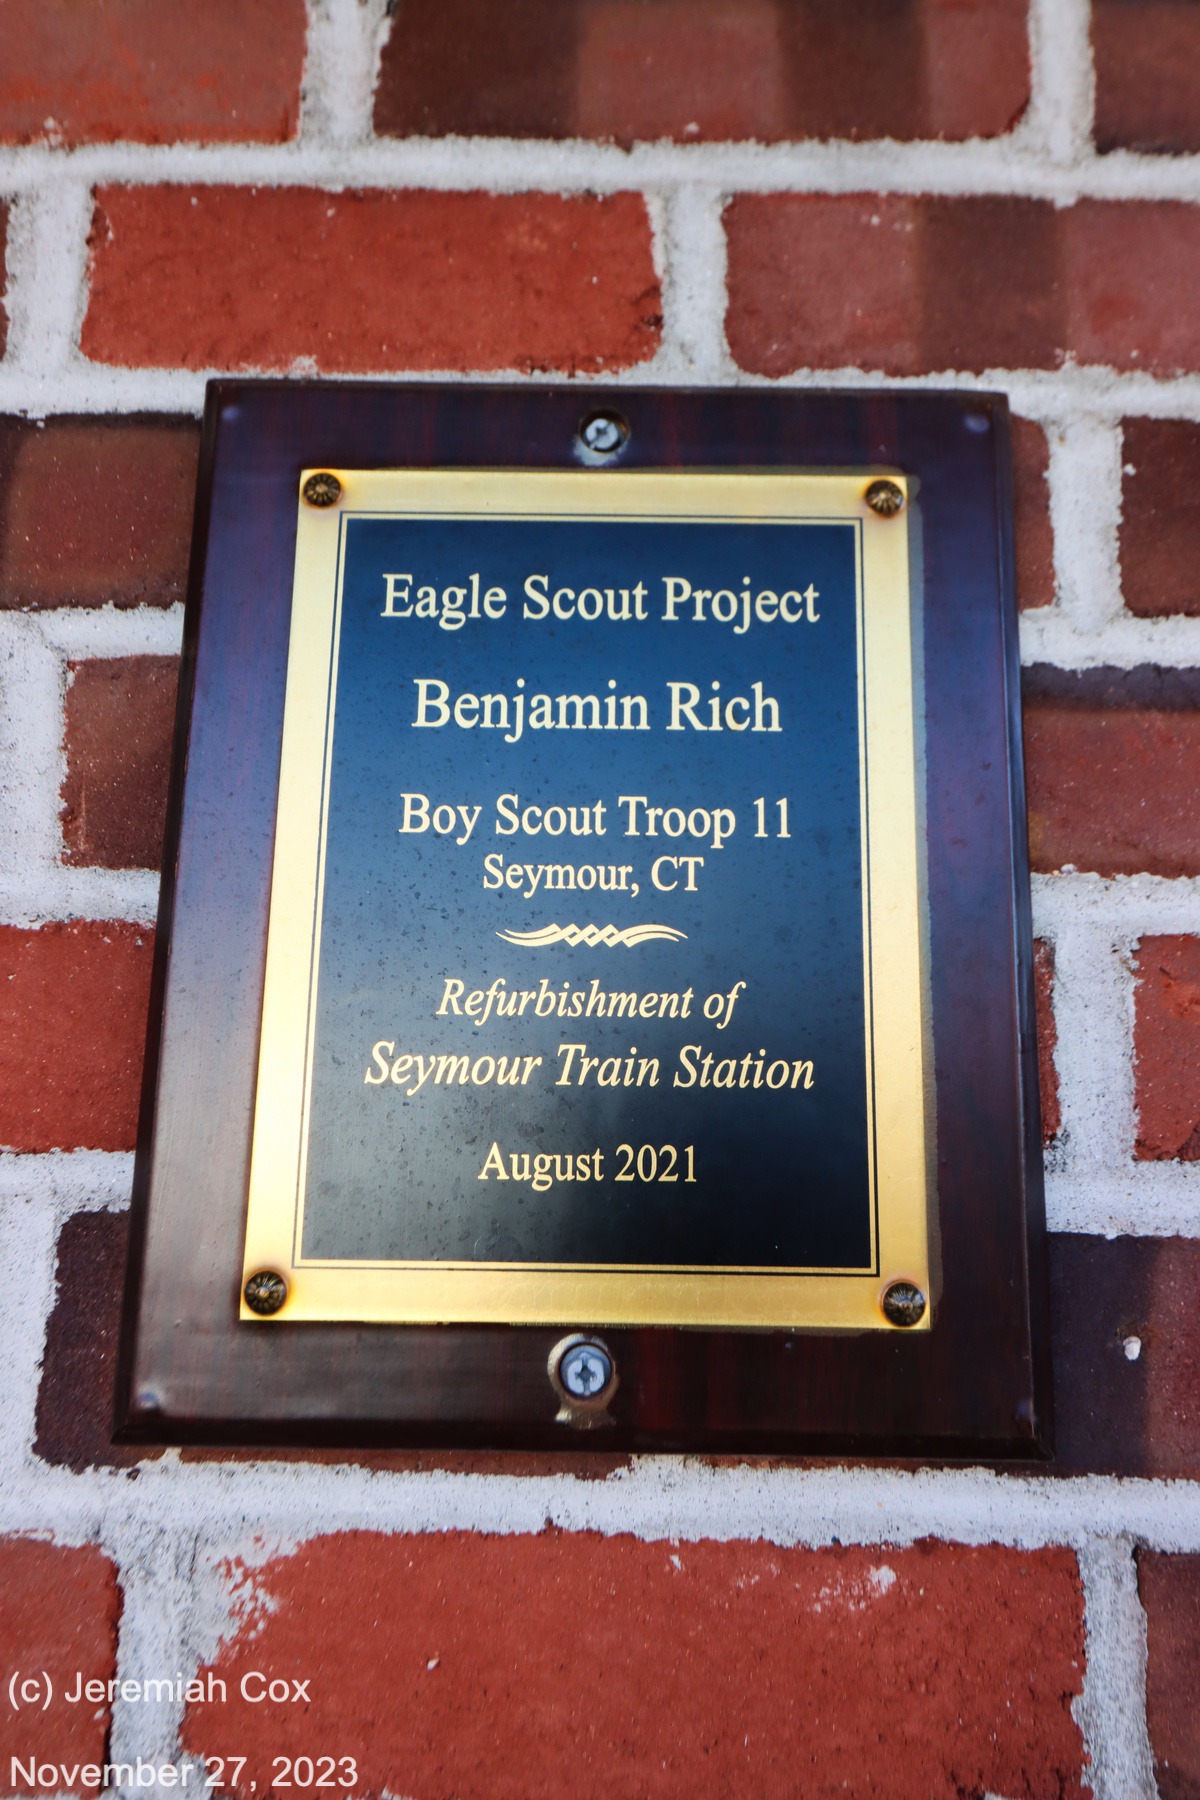 Eagle Scout Project
Benjamin Rich
Boy Scout Troop 11
Seymour, CT
Refurbishment of
Seymour Train Station
August 2021
(c) Jeremiah Cox
November 27, 2023